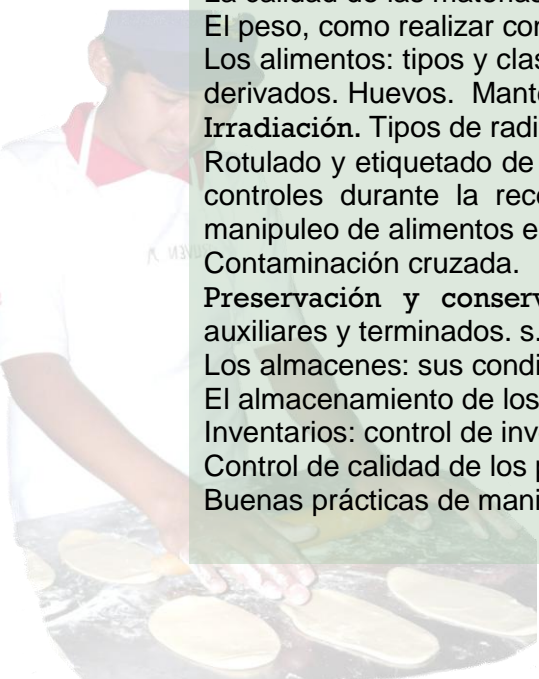 La calidad de las materias
El peso, como realizar con
Los alimentos: tipos y clas
derivados. Huevos. Mante
Irradiación. Tipos de radi
Rotulado y etiquetado de
controles durante la rec
manipuleo de alimentos e
Contaminación cruzada.
Preservación y conserv
auxiliares y terminados. s.
Los almacenes: sus condi
El almacenamiento de los
Inventarios: control de inv
Control de calidad de los p
Buenas prácticas de mani